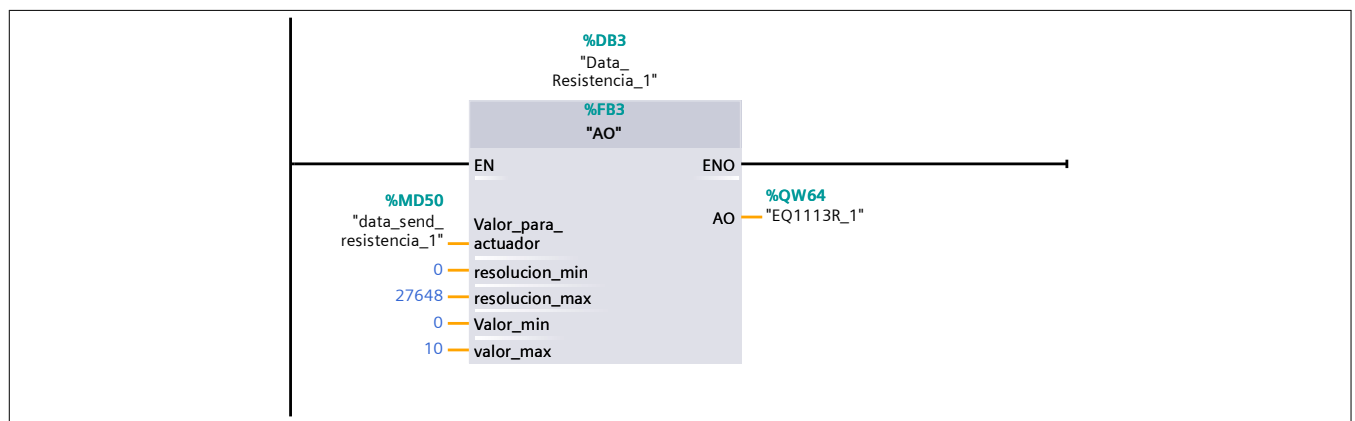 %DB3
"Data_
Resistencia_1"
%FB3
"AO"
EN
ENO
%MD50
"data_send_
resistencia_1"
Valor_para_
actuador
AO
%QW64
"EQ1113R_1"
0
resolucion_min
27648
resolucion_max
0
Valor_min
10
valor_max